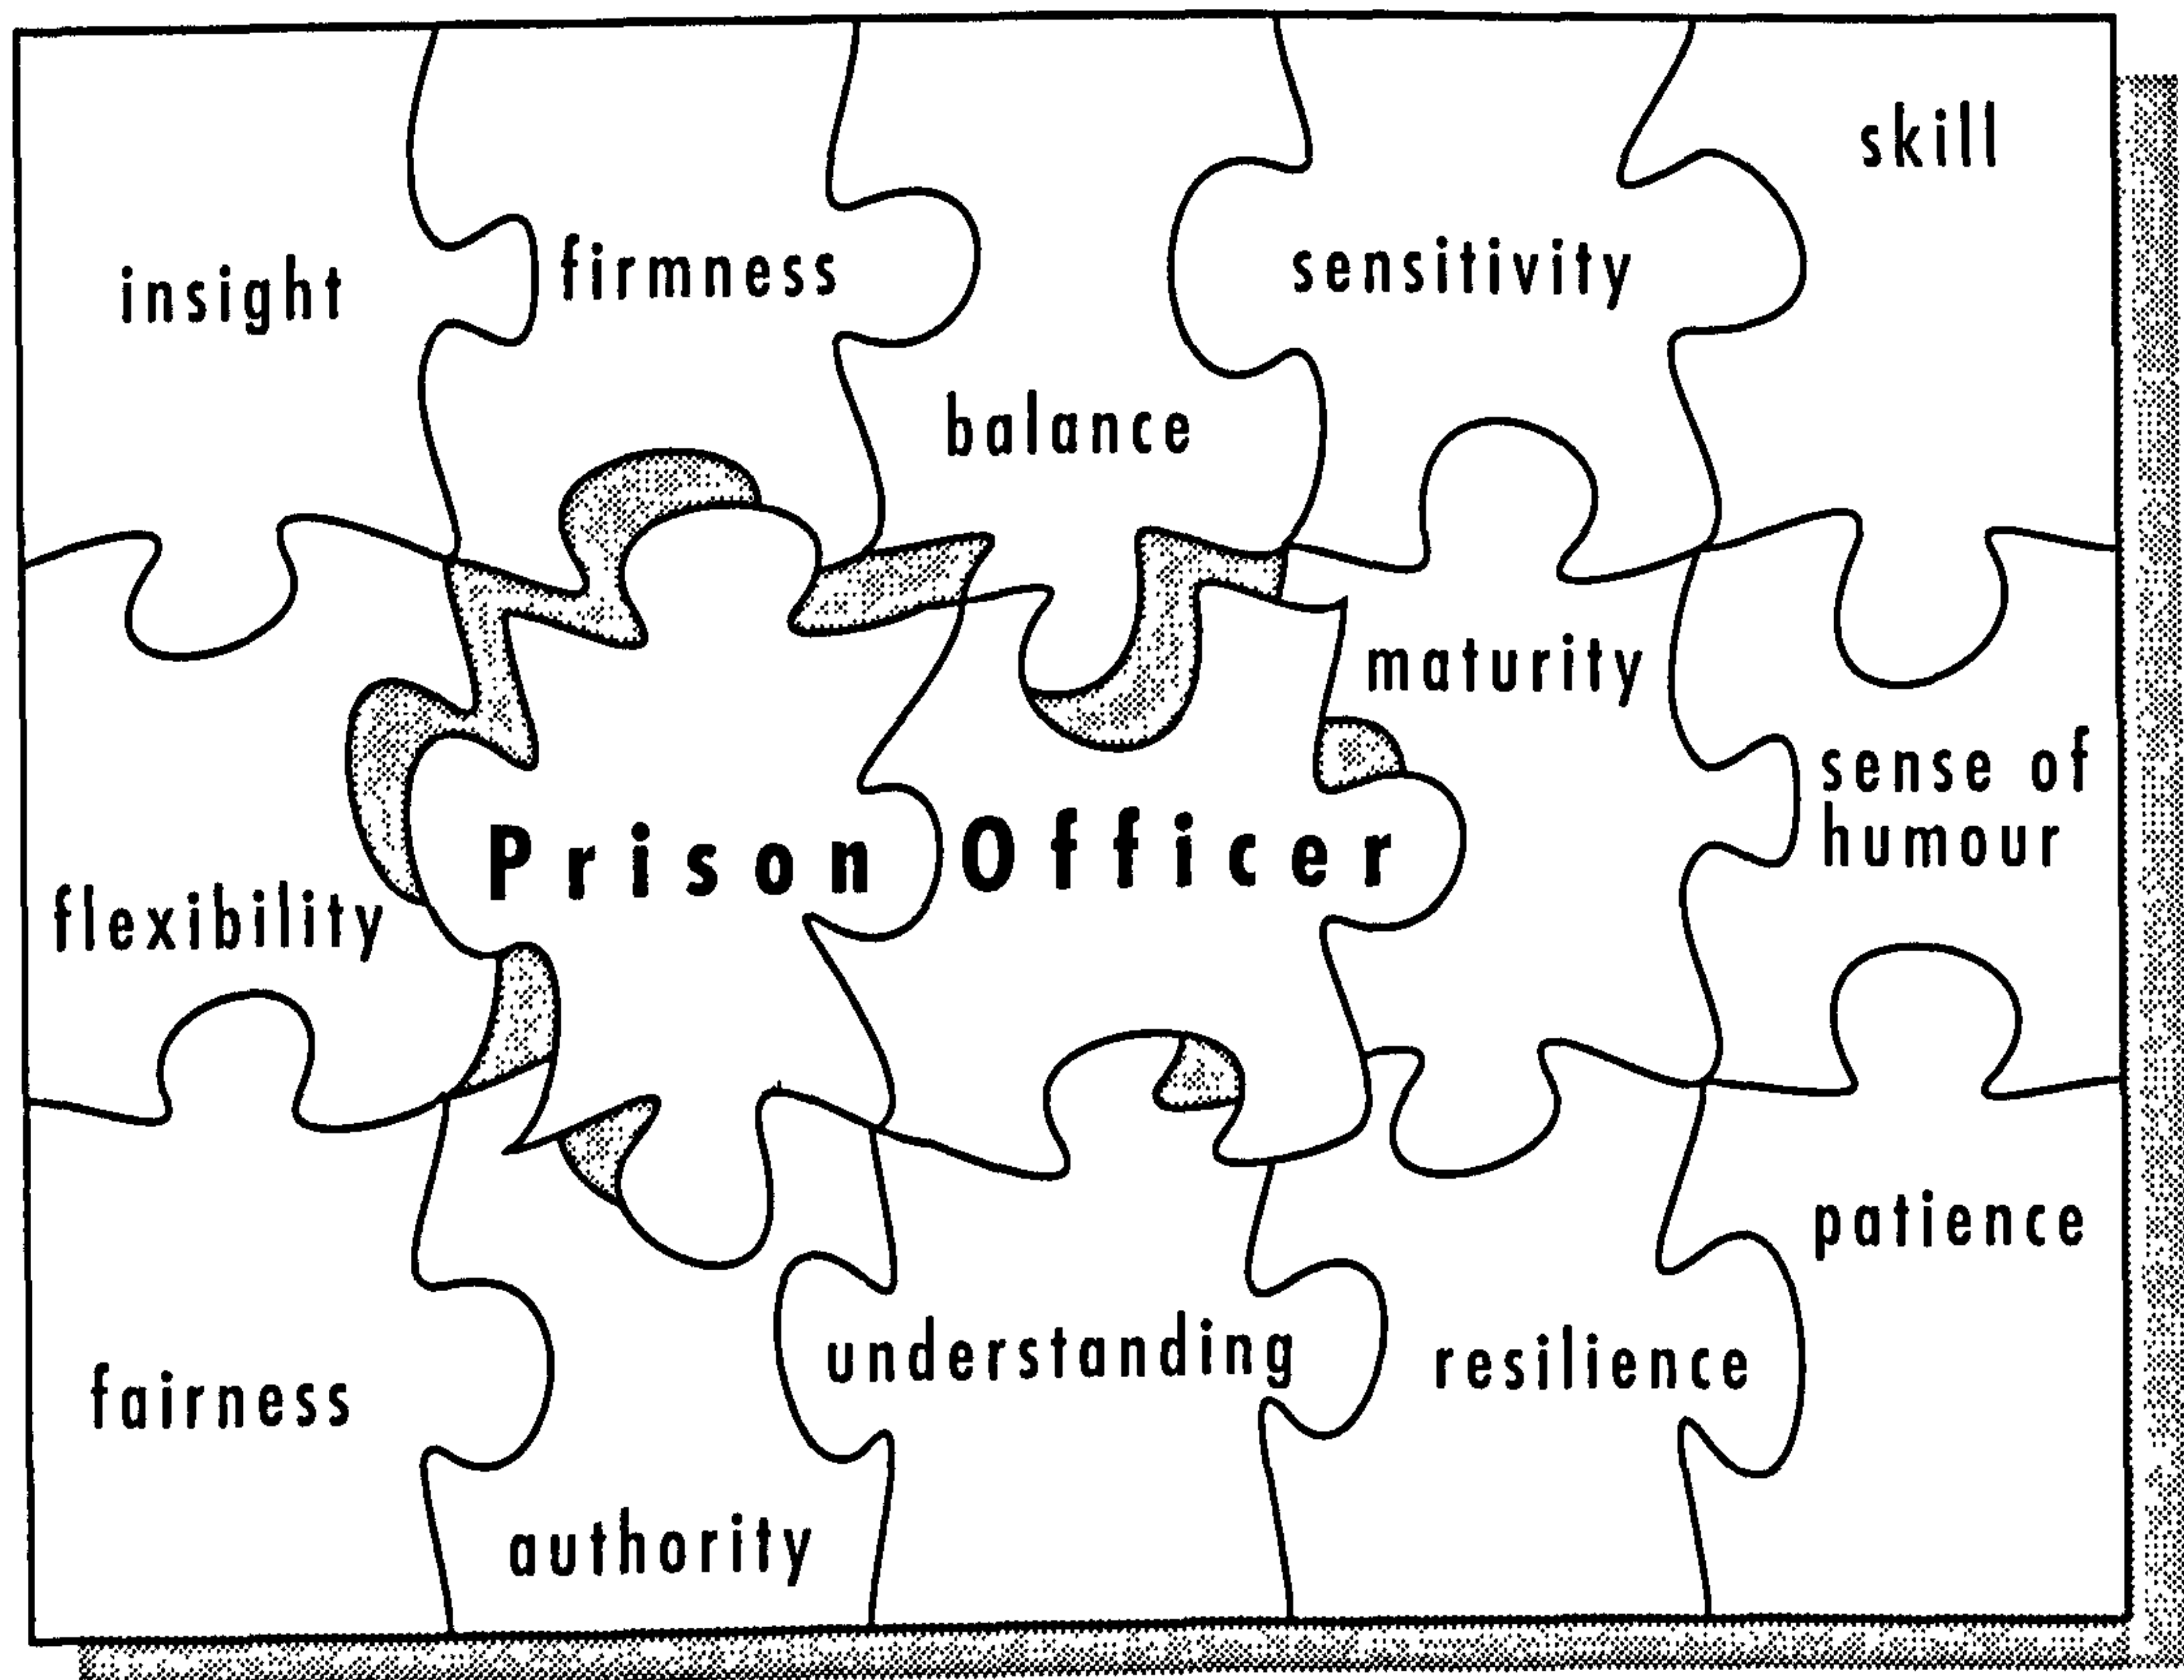 insight
firmness
balance
sensitivity
skill
flexibility
Prison Officer
maturity
sense of
humour
fairness
authority
understanding
resilience
patience